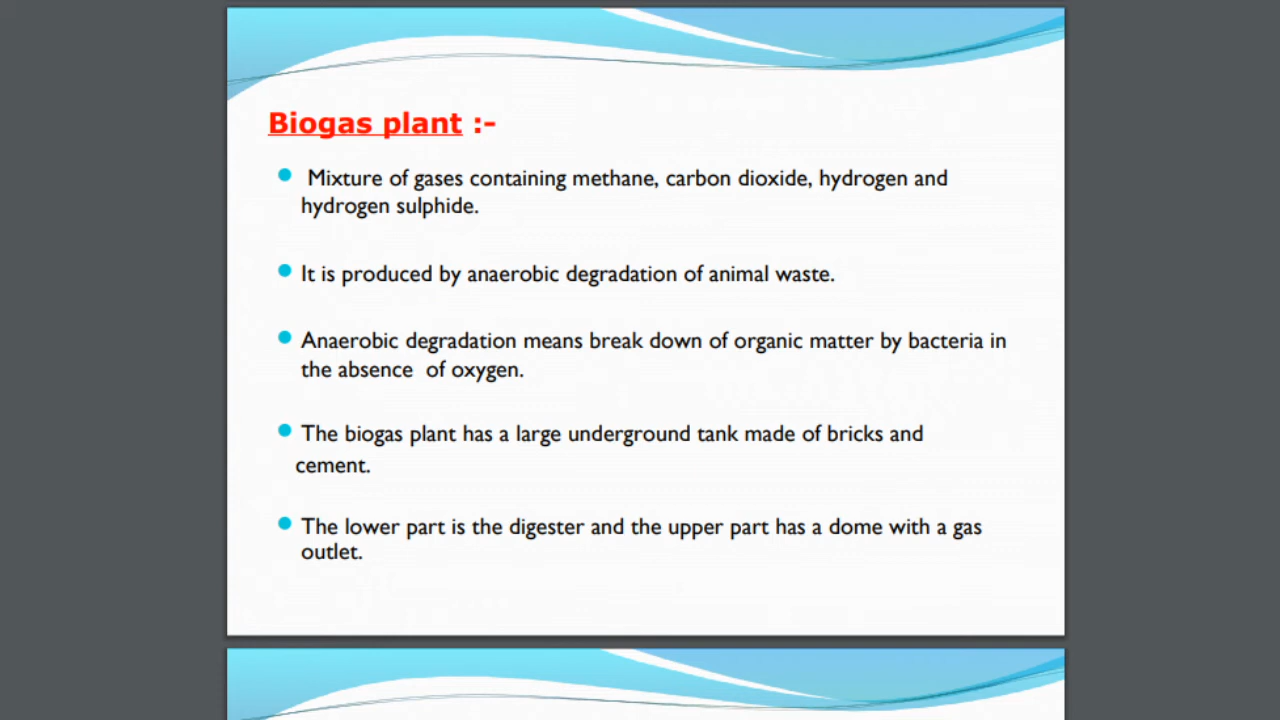 Biogas plant :-
Mixture of gases containing methane, carbon dioxide, hydrogen and
hydrogen sulphide.
It is produced by anaerobic degradation of animal waste.
Anaerobic degradation means break down of organic matter by bacteria in
the absence of oxygen.
The biogas plant has a large underground tank made of bricks and
cement.
The lower part is the digester and the upper part has a dome with a gas
outlet.